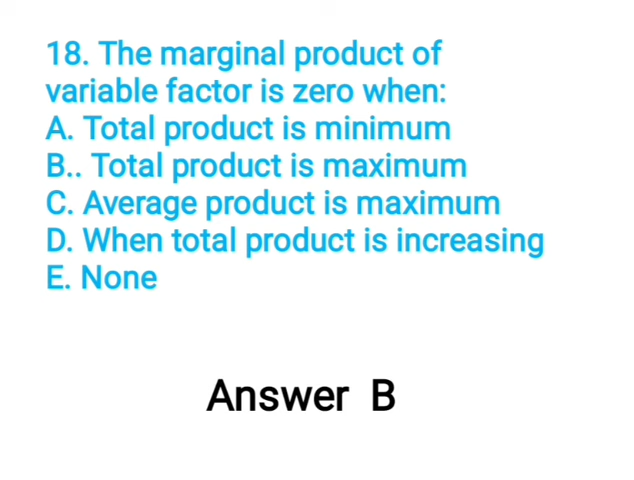 18. The marginal product of
variable factor is zero when:
A. Total product is minimum
B.. Total product is maximum
C. Average product is maximum
D. When total product is increasing
E. None
Answer B